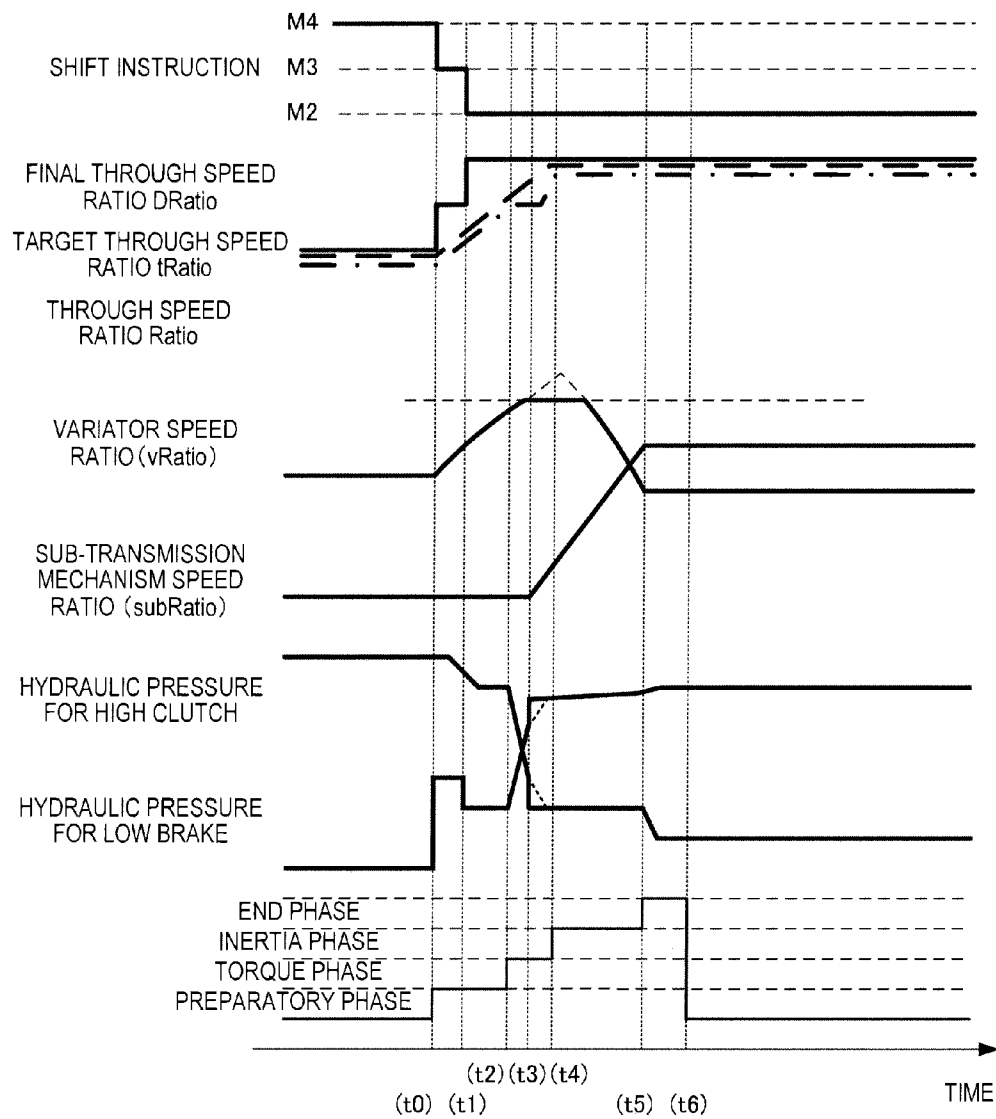 M4
SHIFT INSTRUCTION
M3
M2
FINAL THROUGH SPEED
RATIO DRatio
TARGET THROUGH SPEED
RATIO tRatio
THROUGH SPEED
RATIO Ratio
VARIATOR SPEED
RATIO (vRatio)
SUB-TRANSMISSION
MECHANISM SPEED
RATIO (subRatio)
HYDRAULIC PRESSURE
FOR HIGH CLUTCH
HYDRAULIC PRESSURE
FOR LOW BRAKE
END PHASE
INERTIA PHASE
TORQUE PHASE
PREPARATORY PHASE
(t2) (t3) (t4)
(t0) (t1) (t5) (t6) TIME